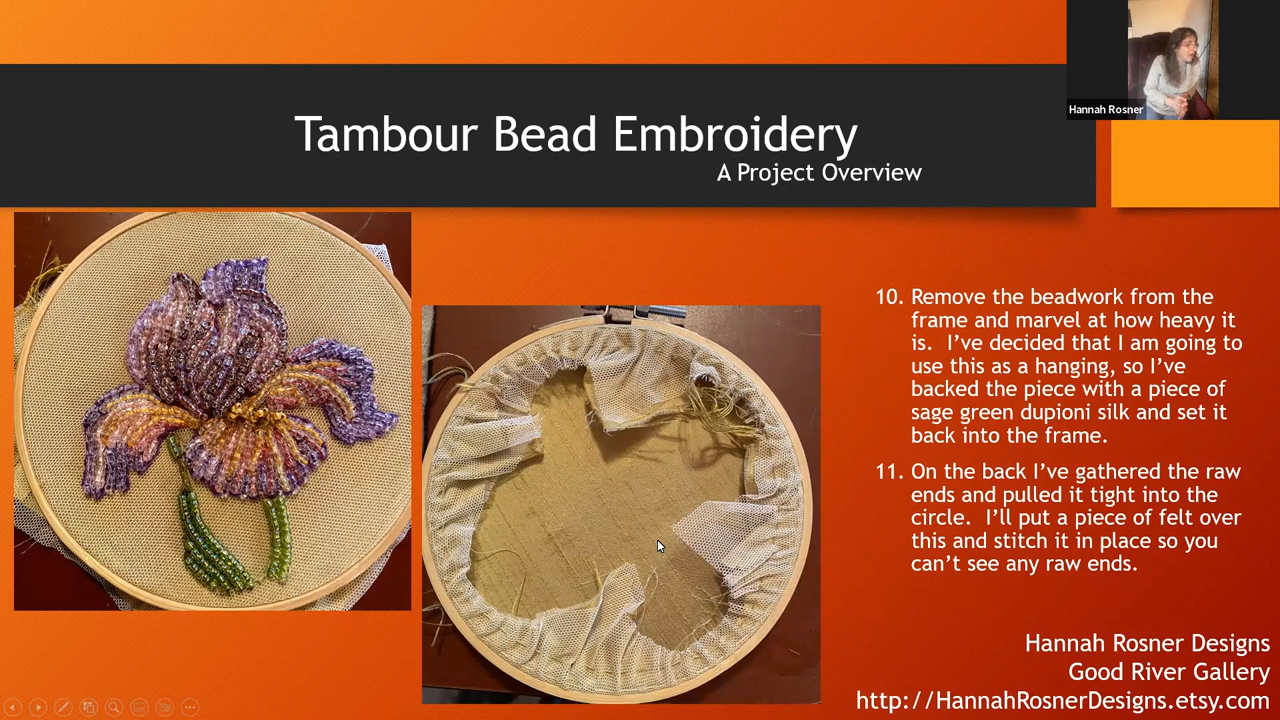 Hannah Rosner
Tambour Bead Embroidery
A Project Overview
10. Remove the beadwork from the
frame and marvel at how heavy it
is. I've decided that I am going to
use this as a hanging, so I've
backed the piece with a piece of
sage green dupioni silk and set it
back into the frame.
11. On the back I've gathered the raw
ends and pulled it tight into the
circle. I'll put a piece of felt over
this and stitch it in place so you
can't see any raw ends.
Hannah Rosner Designs
Good River Gallery
http://HannahRosnerDesigns.etsy.com